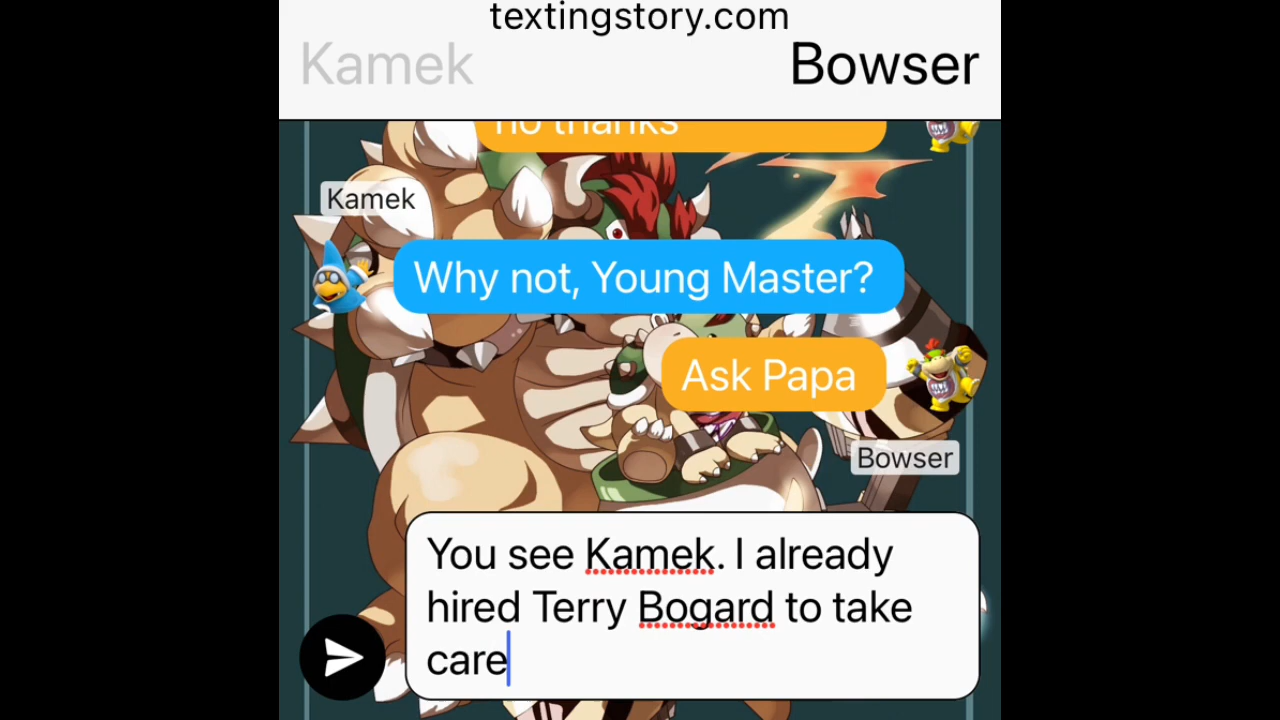 textingstory.com
Kamek
Bowser
no thanks
Kamek
Why not, Young Master?
Ask Papa
Bowser
You see Kamek. I already
hired Terry Bogard to take
care